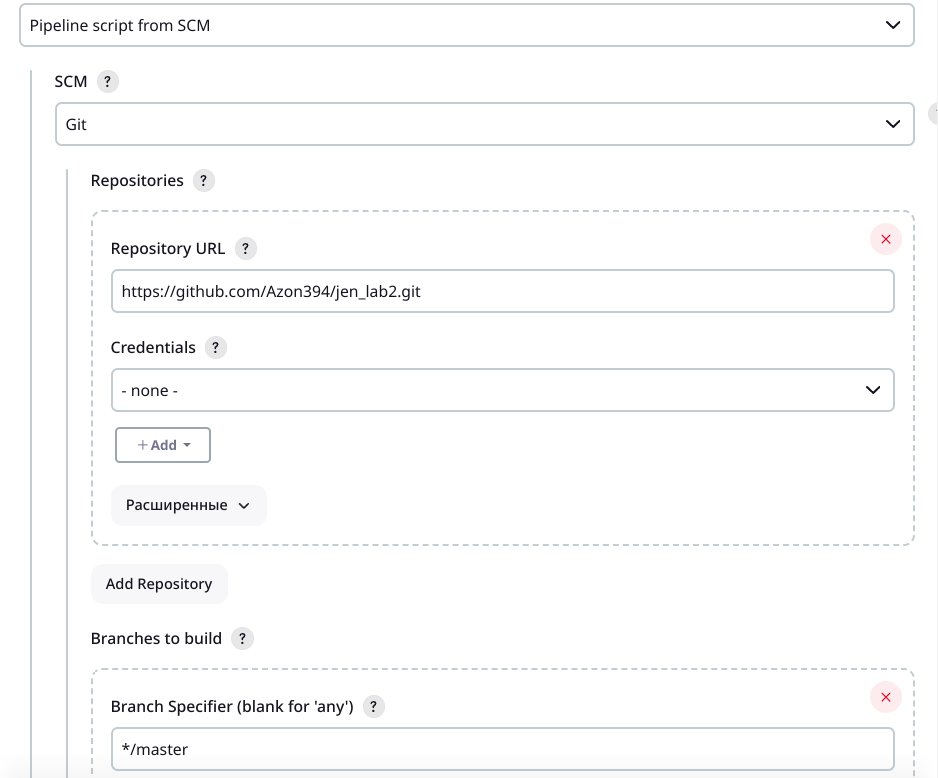 Pipeline script from SCM
SCM ?
Git
Repositories ?
Repository URL ?
https://github.com/Azon394/jen_lab2.git
Credentials ?
- none -
+ Add
Расширенные
Add Repository
Branches to build ?
Branch Specifier (blank for 'any') ?
*/master